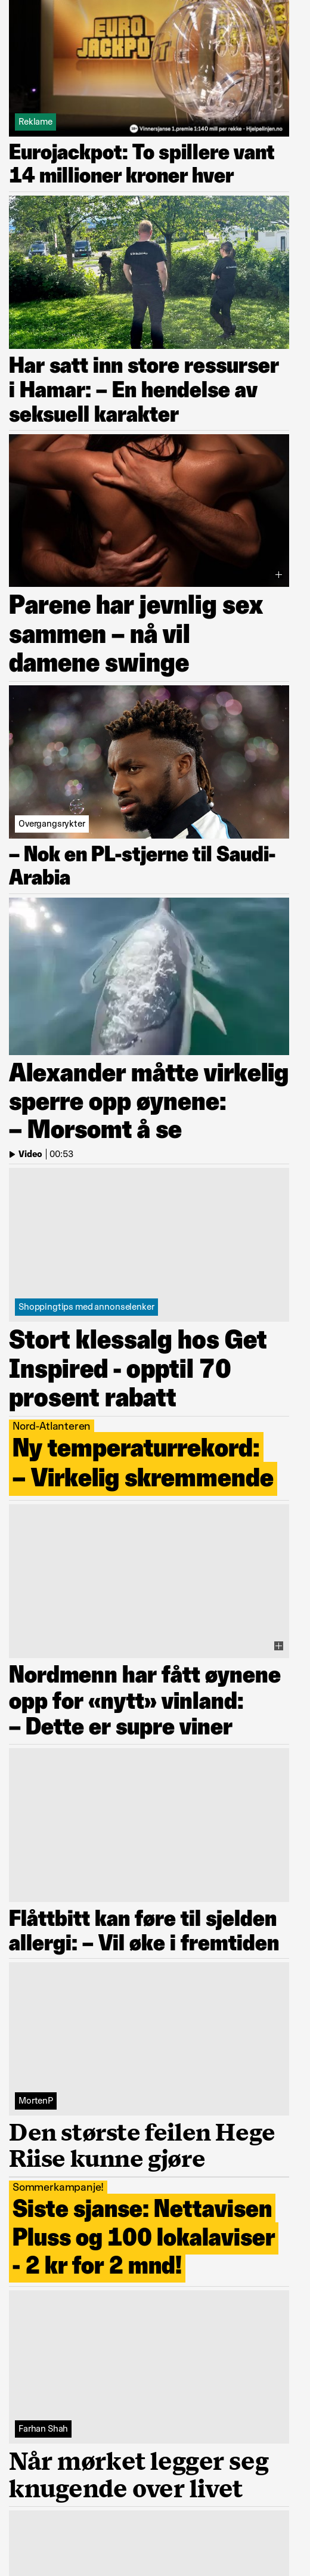 EURO
JACKPOT
Reklame
Vinnersjanse 1.premie 1:140 mill per rekke - Hjelpelinjen.no
Eurojackpot: To spillere vant
14 millioner kroner hver
Har satt inn store ressurser
i Hamar: – En hendelse av
seksuell karakter
Parene har jevnlig sex
sammen – nå vil
damene swinge
Overgangsrykter
– Nok en PL-stjerne til Saudi-
Arabia
Alexander måtte virkelig
sperre opp øynene:
– Morsomt å se
Video | 00:53
Shoppingtips med annonselenker
Stort klessalg hos Get
Inspired - opptil 70
prosent rabatt
Nord-Atlanteren
Ny temperaturrekord:
– Virkelig skremmende
Nordmenn har fått øynene
opp for «nytt» vinland:
– Dette er supre viner
Flåttbitt kan føre til sjelden
allergi: – Vil øke i fremtiden
MortenP
Den største feilen Hege
Riise kunne gjøre
Sommerkampanje!
Siste sjanse: Nettavisen
Pluss og 100 lokalaviser
- 2 kr for 2 mnd!
Farhan Shah
Når mørket legger seg
knugende over livet